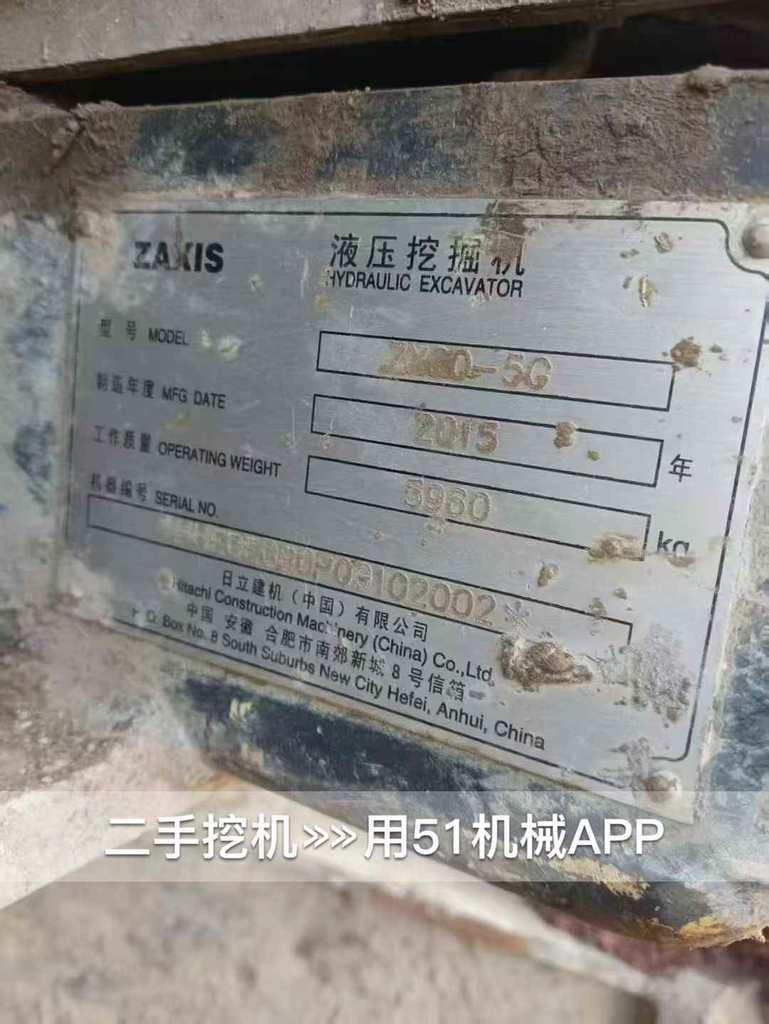 ZAXIS 液压挖掘机
HYDRAULIC EXCAVATOR
型号 MODEL
制造年度 MFG DATE 2015 年
工作质量 OPERATING WEIGHT 5960 kg
机器编号 SERIAL NO.
日立建机（中国）有限公司
Hitachi Construction Machinery (China) Co., Ltd.
中国 安徽 合肥市南郊新城 8 号信箱
P.O. Box No. 8 South Suburbs New City Hefei, Anhui, China
二手挖机>>>>用51机械APP